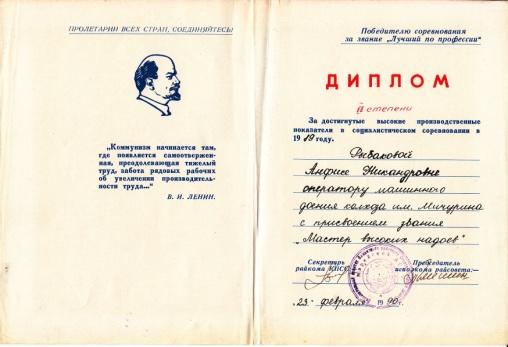 ПРОЛЕТАРИИ ВСЕХ СТРАН, СОЕДИНЯЙТЕСЬ!
„Коммунизм начинается там,
где появляется самоотвержен-
ная, преодолевающая тяжелый
труд, забота рядовых рабочих
об увеличении производитель-
ности труда..."
В. И. ЛЕНИН.
Победителю соревнования
за звание „Лучший по профессии"
ДИПЛОМ
II степени
За достигнутые высокие производственные
показатели в социалистическом соревновании в
1989 году.
Рыбаковой
Анфисе Никандровне
оператору машинного
доения колхоза им. Мичурина
с присвоением звания
„Мастер высоких надоев"
Секретарь
райкома КПСС
Председатель
исполкома райсовета:—
„23" февраля 1990 г.